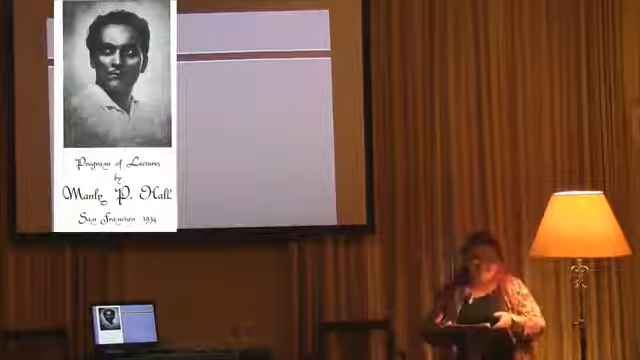 Program of Lectures
by
Manly P. Hall
San Francisco 1934